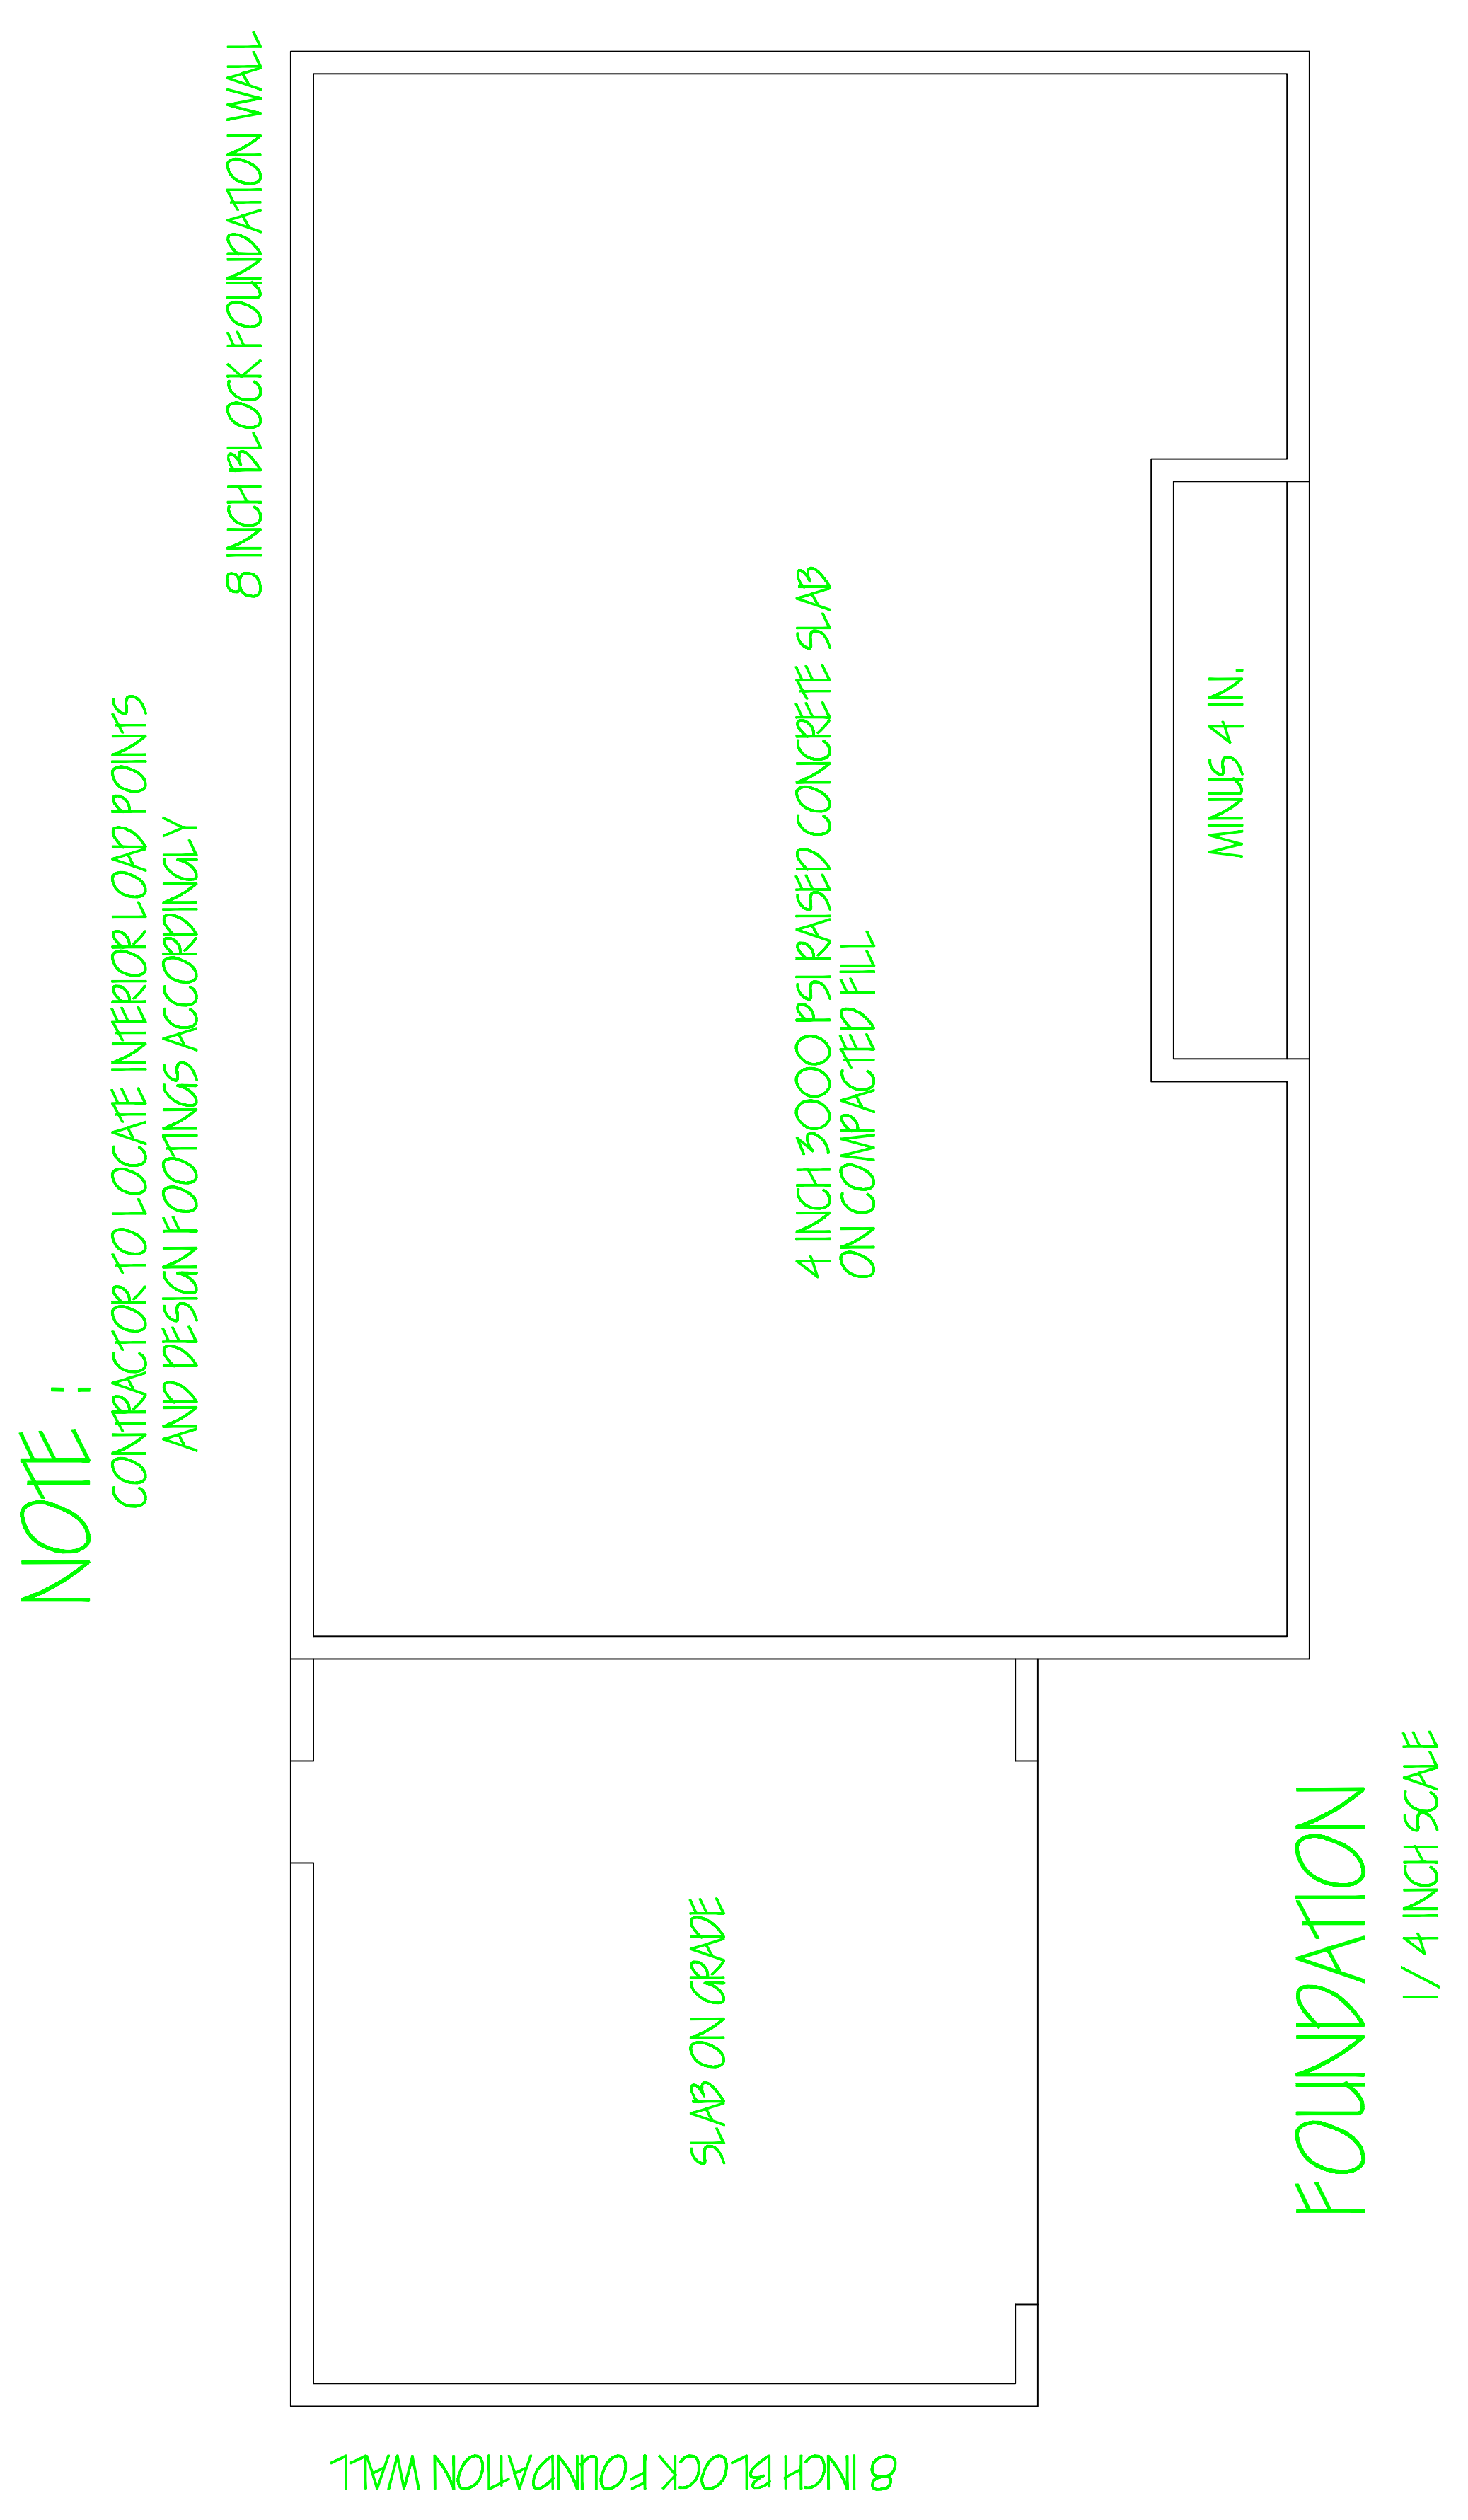 NOTE :
CONTRACTOR TO LOCATE INTERIOR LOAD POINTS
AND DESIGN FOOTINGS ACCORDINGLY
8 INCH BLOCK FOUNDATION WALL
4 INCH 3000 PSI RAISED CONCRETE SLAB
ON COMPACTED FILL
MINUS 4 IN.
SLAB ON GRADE
8 INCH BLOCK FOUNDATION WALL
FOUNDATION
1/4 INCH SCALE